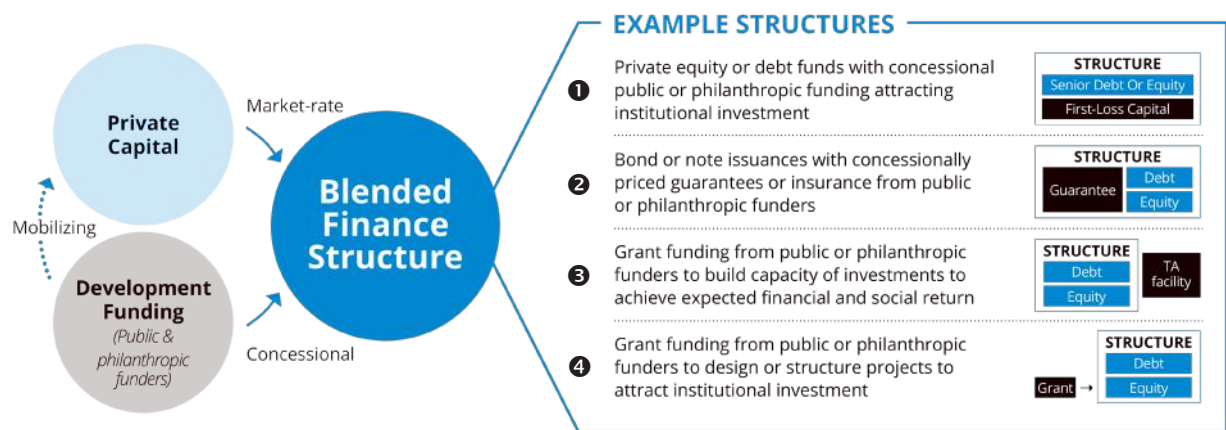 Private
Capital
Market-rate
Mobilizing
Development
Funding
(Public &
philanthropic
funders)
Concessional
Blended
Finance
Structure
EXAMPLE STRUCTURES
❶
Private equity or debt funds with concessional
public or philanthropic funding attracting
institutional investment
STRUCTURE
Senior Debt Or Equity
First-Loss Capital
❷
Bond or note issuances with concessionally
priced guarantees or insurance from public
or philanthropic funders
STRUCTURE
Guarantee
Debt
Equity
❸
Grant funding from public or philanthropic
funders to build capacity of investments to
achieve expected financial and social return
STRUCTURE
Debt
Equity
TA
facility
❹
Grant funding from public or philanthropic
funders to design or structure projects to
attract institutional investment
STRUCTURE
Debt
Grant →
Equity